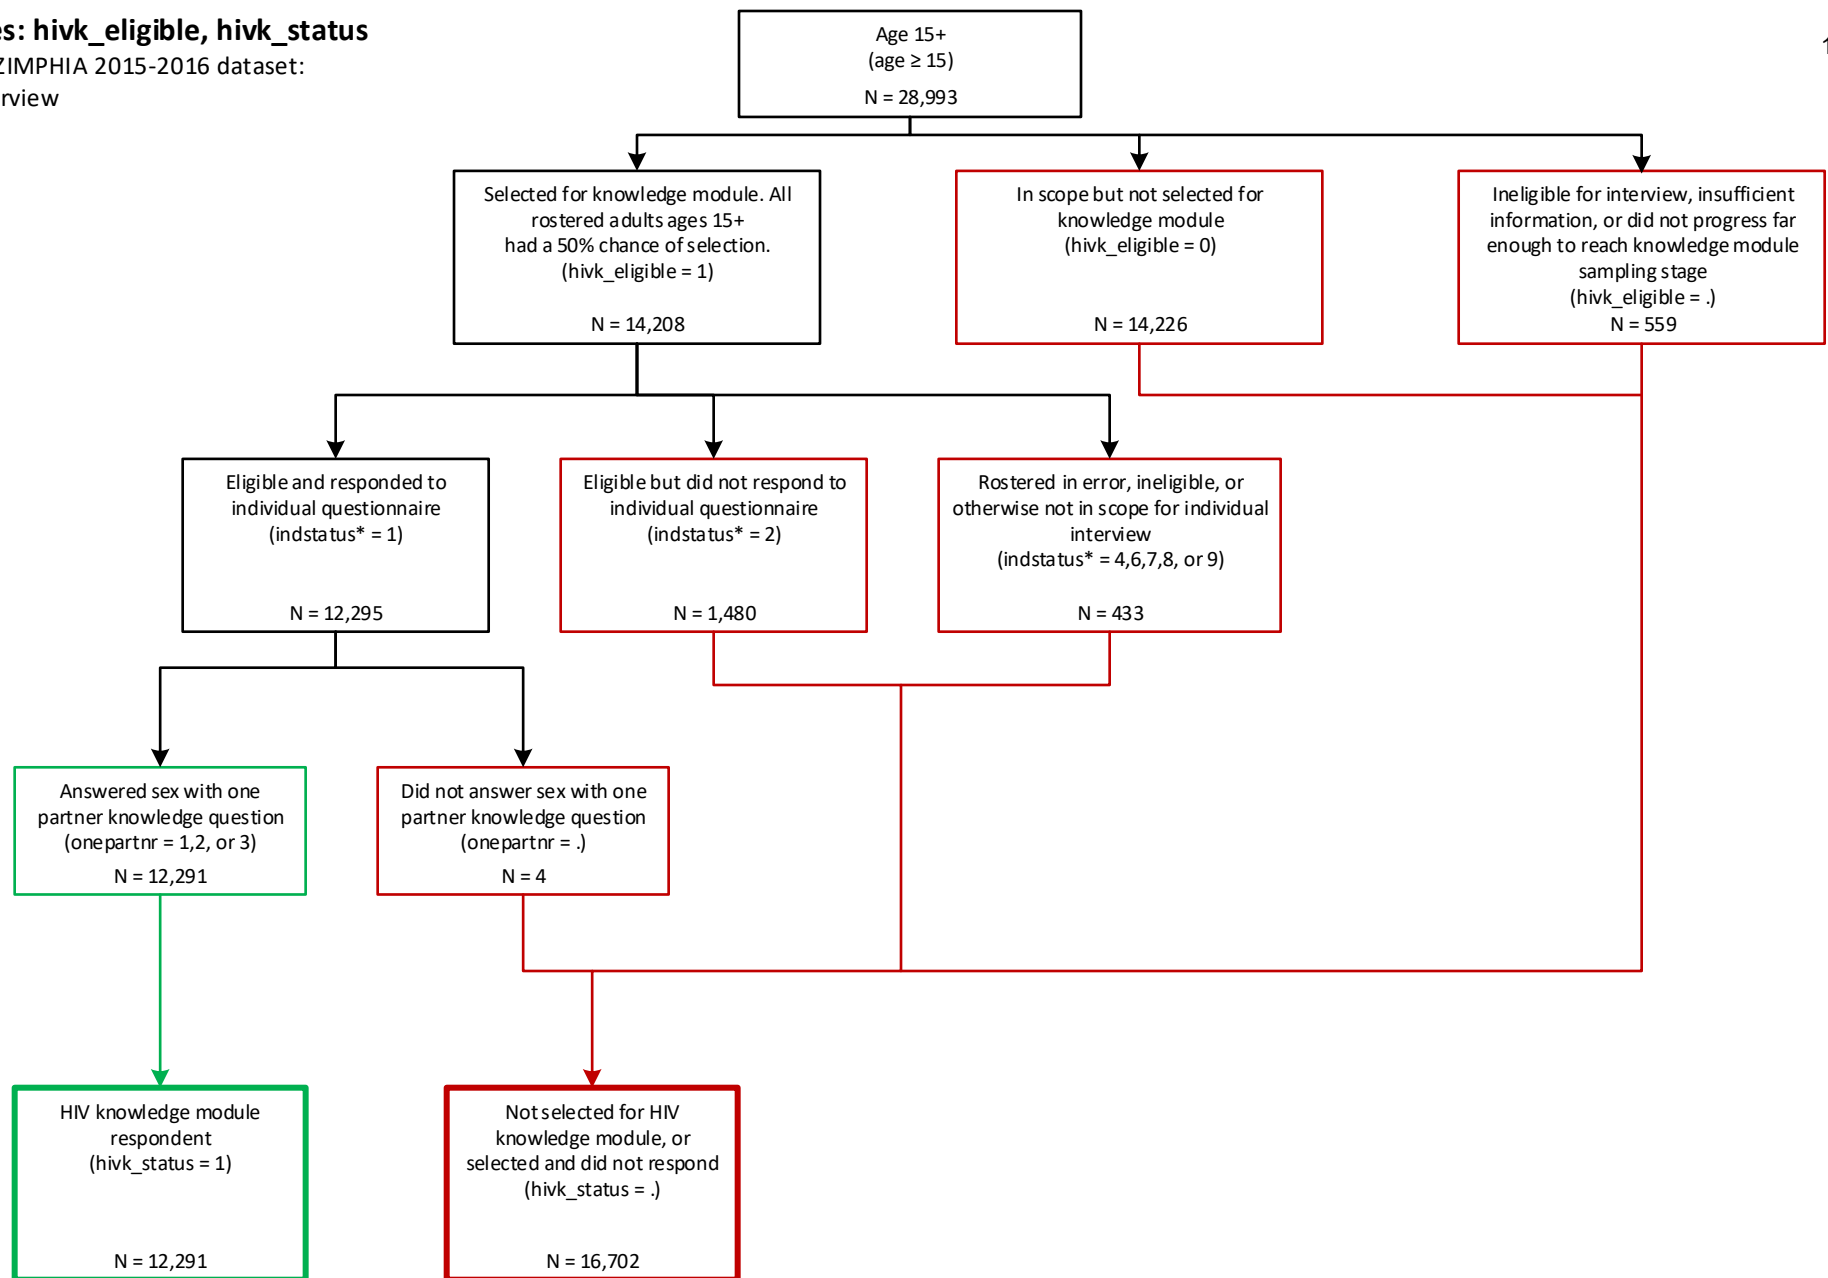 es: hivk_eligible, hivk_status
ZIMPHIA 2015-2016 dataset:
rview
1
Age 15+
(age ≥ 15)
N = 28,993
Selected for knowledge module. All
rostered adults ages 15+
had a 50% chance of selection.
(hivk_eligible = 1)
N = 14,208
In scope but not selected for
knowledge module
(hivk_eligible = 0)
N = 14,226
Ineligible for interview, insufficient
information, or did not progress far
enough to reach knowledge module
sampling stage
(hivk_eligible = .)
N = 559
Eligible and responded to
individual questionnaire
(indstatus* = 1)
N = 12,295
Eligible but did not respond to
individual questionnaire
(indstatus* = 2)
N = 1,480
Rostered in error, ineligible, or
otherwise not in scope for individual
interview
(indstatus* = 4,6,7,8, or 9)
N = 433
Answered sex with one
partner knowledge question
(onepartnr = 1,2, or 3)
N = 12,291
Did not answer sex with one
partner knowledge question
(onepartnr = .)
N = 4
HIV knowledge module
respondent
(hivk_status = 1)
N = 12,291
Not selected for HIV
knowledge module, or
selected and did not respond
(hivk_status = .)
N = 16,702